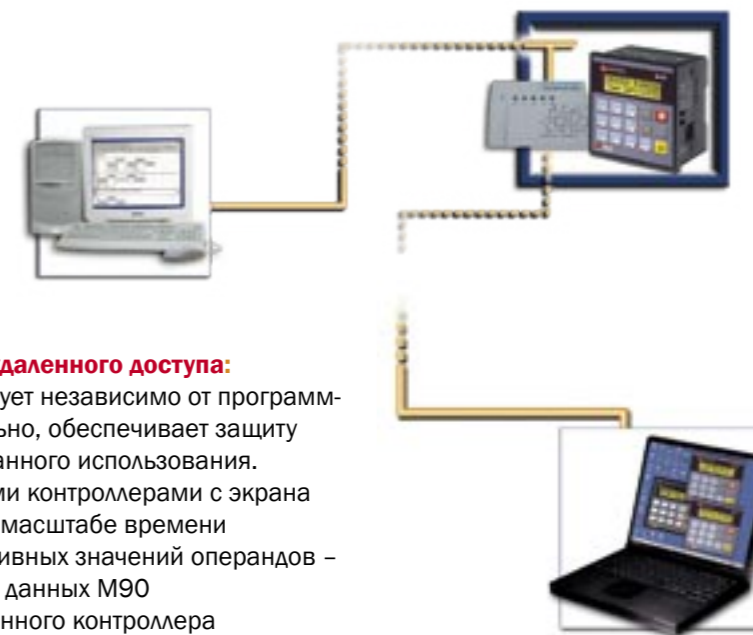 даленного доступа:
ует независимо от программ-
ьно, обеспечивает защиту
анного использования.
ми контроллерами с экрана
масштабе времени
ивных значений операндов –
данных M90
нного контроллера